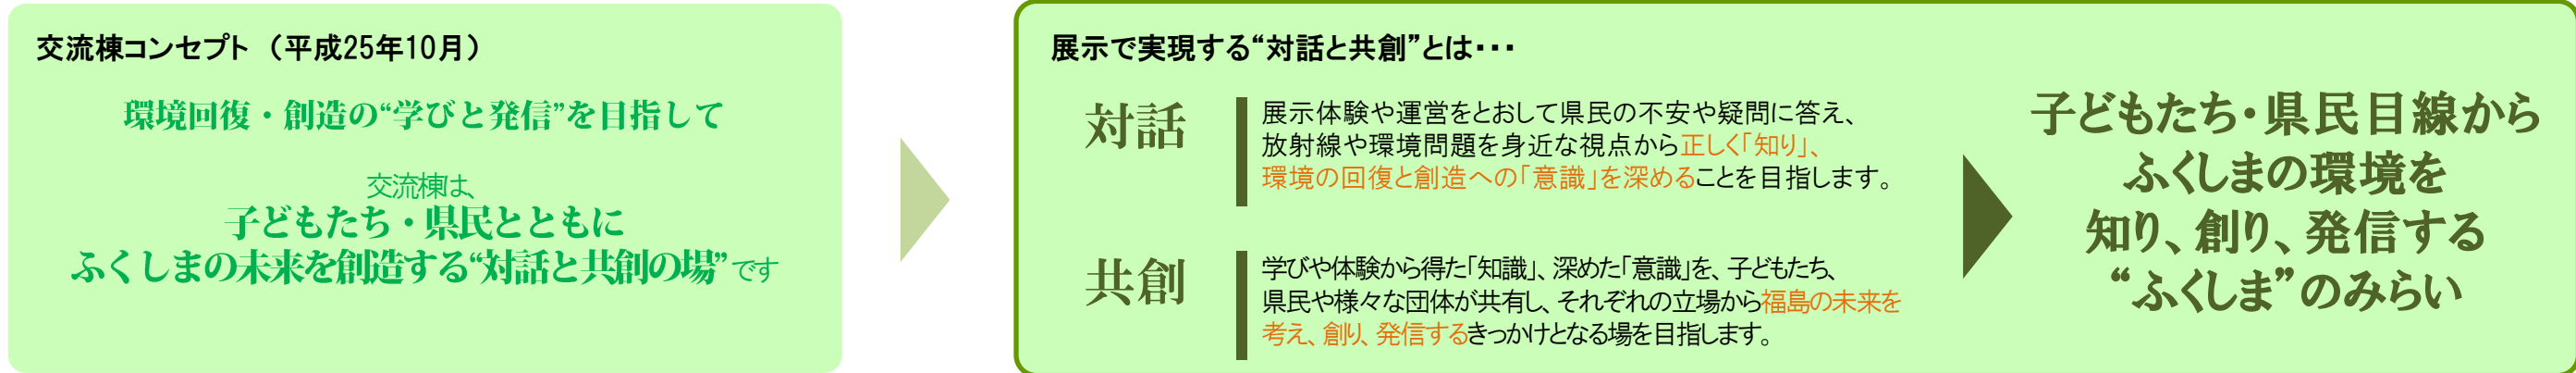 交流棟コンセプト （平成25年10月）
環境回復・創造の“学びと発信”を目指して
交流棟は、
子どもたち・県民とともに
ふくしまの未来を創造する“対話と共創の場”です
展示で実現する“対話と共創”とは・・・
対話
展示体験や運営をとおして県民の不安や疑問に答え、
放射線や環境問題を身近な視点から正しく「知り」、
環境の回復と創造への「意識」を深めることを目指します。
共創
学びや体験から得た「知識」、深めた「意識」を、子どもたち、
県民や様々な団体が共有し、それぞれの立場から福島の未来を
考え、創り、発信するきっかけとなる場を目指します。
子どもたち・県民目線から
ふくしまの環境を
知り、創り、発信する
“ふくしま”のみらい